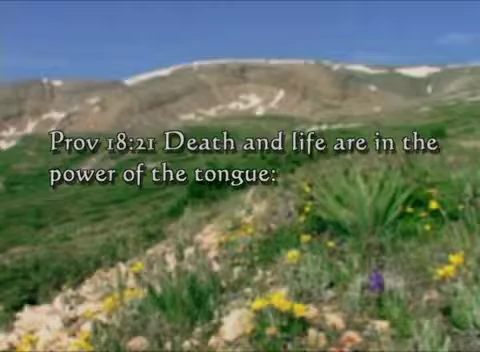 Prov 18:21 Death and life are in the
power of the tongue: